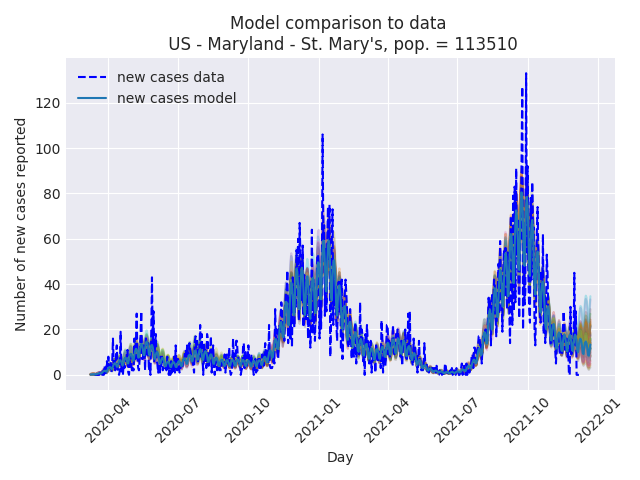 Model comparison to data
US - Maryland - St. Mary's, pop. = 113510
new cases data
new cases model
Number of new cases reported
120
100
80
60
40
20
0
2020-04
2020-07
2020-10
2021-01
2021-04
2021-07
2021-10
2022-01
Day